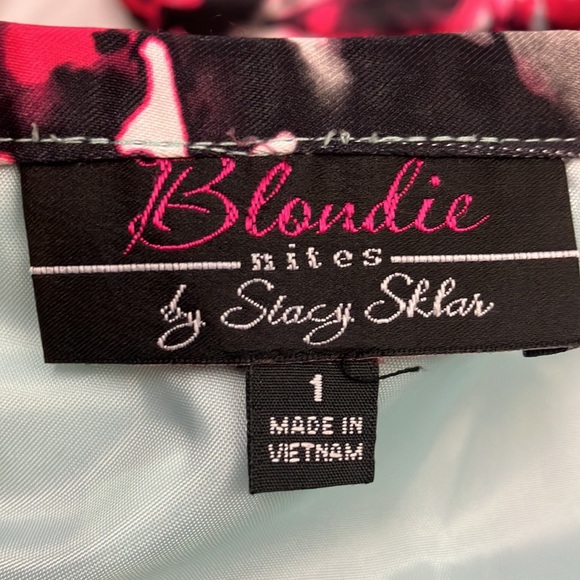 Blondie
nites
by Stacy Sklar
1
MADE IN
VIETNAM